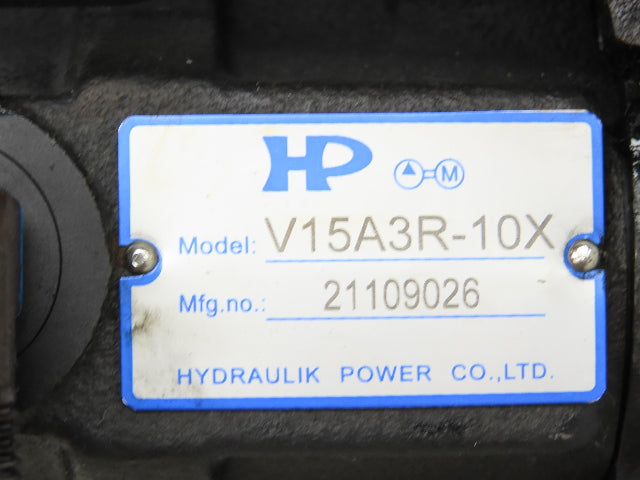 HP
M
Model: V15A3R-10X
Mfg.no.: 21109026
HYDRAULIK POWER CO.,LTD.